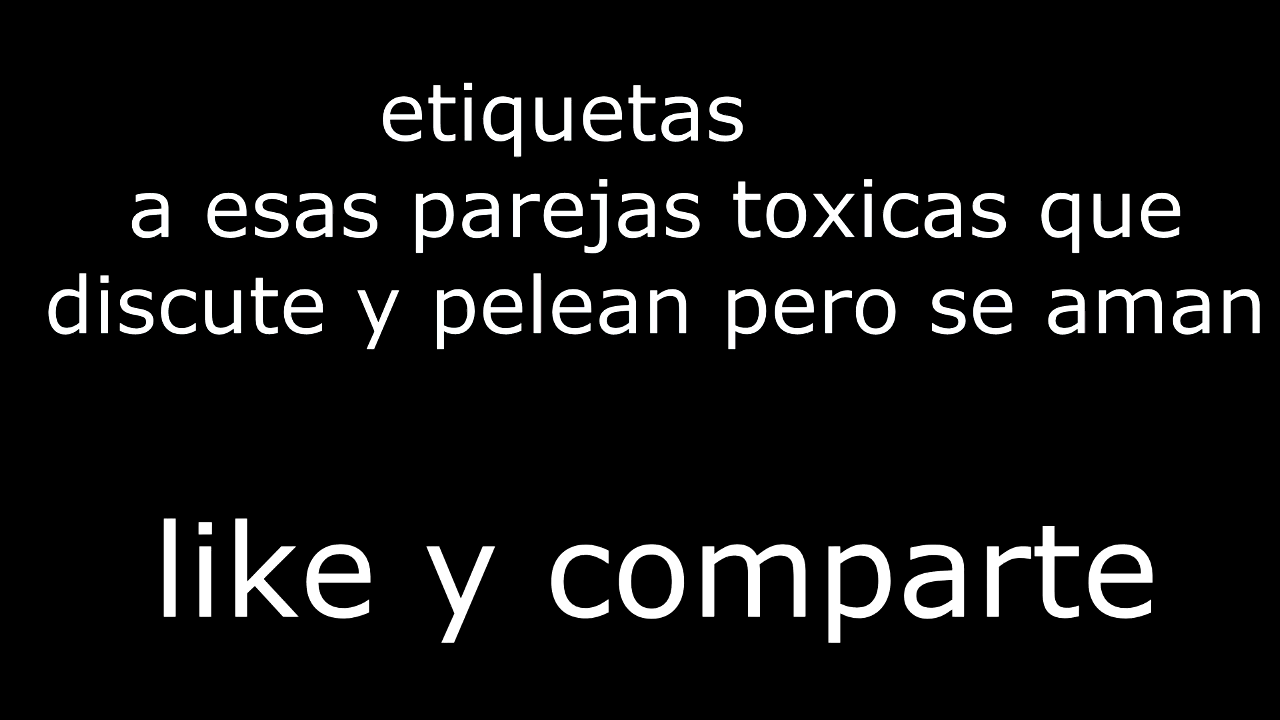 etiquetas
a esas parejas toxicas que
discute y pelean pero se aman
like y comparte